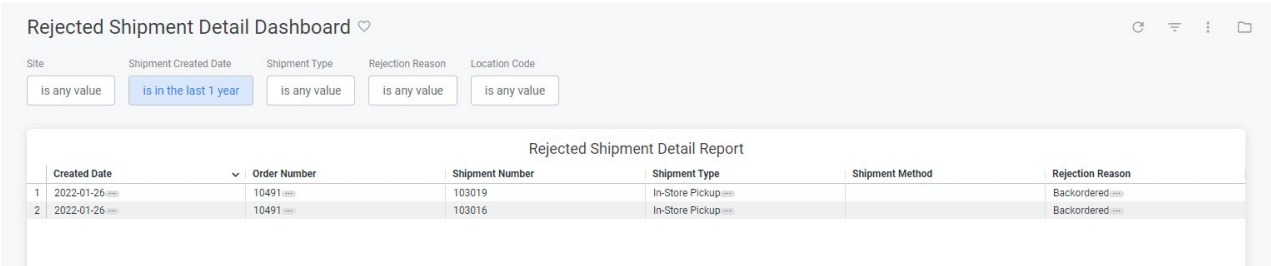 Rejected Shipment Detail Dashboard
Site Shipment Created Date Shipment Type Rejection Reason Location Code
is any value is in the last 1 year is any value is any value is any value
Rejected Shipment Detail Report
Created Date Order Number Shipment Number Shipment Type Shipment Method Rejection Reason
1 2022-01-26 10491 103019 In-Store Pickup Backordered
2 2022-01-26 10491 103016 In-Store Pickup Backordered